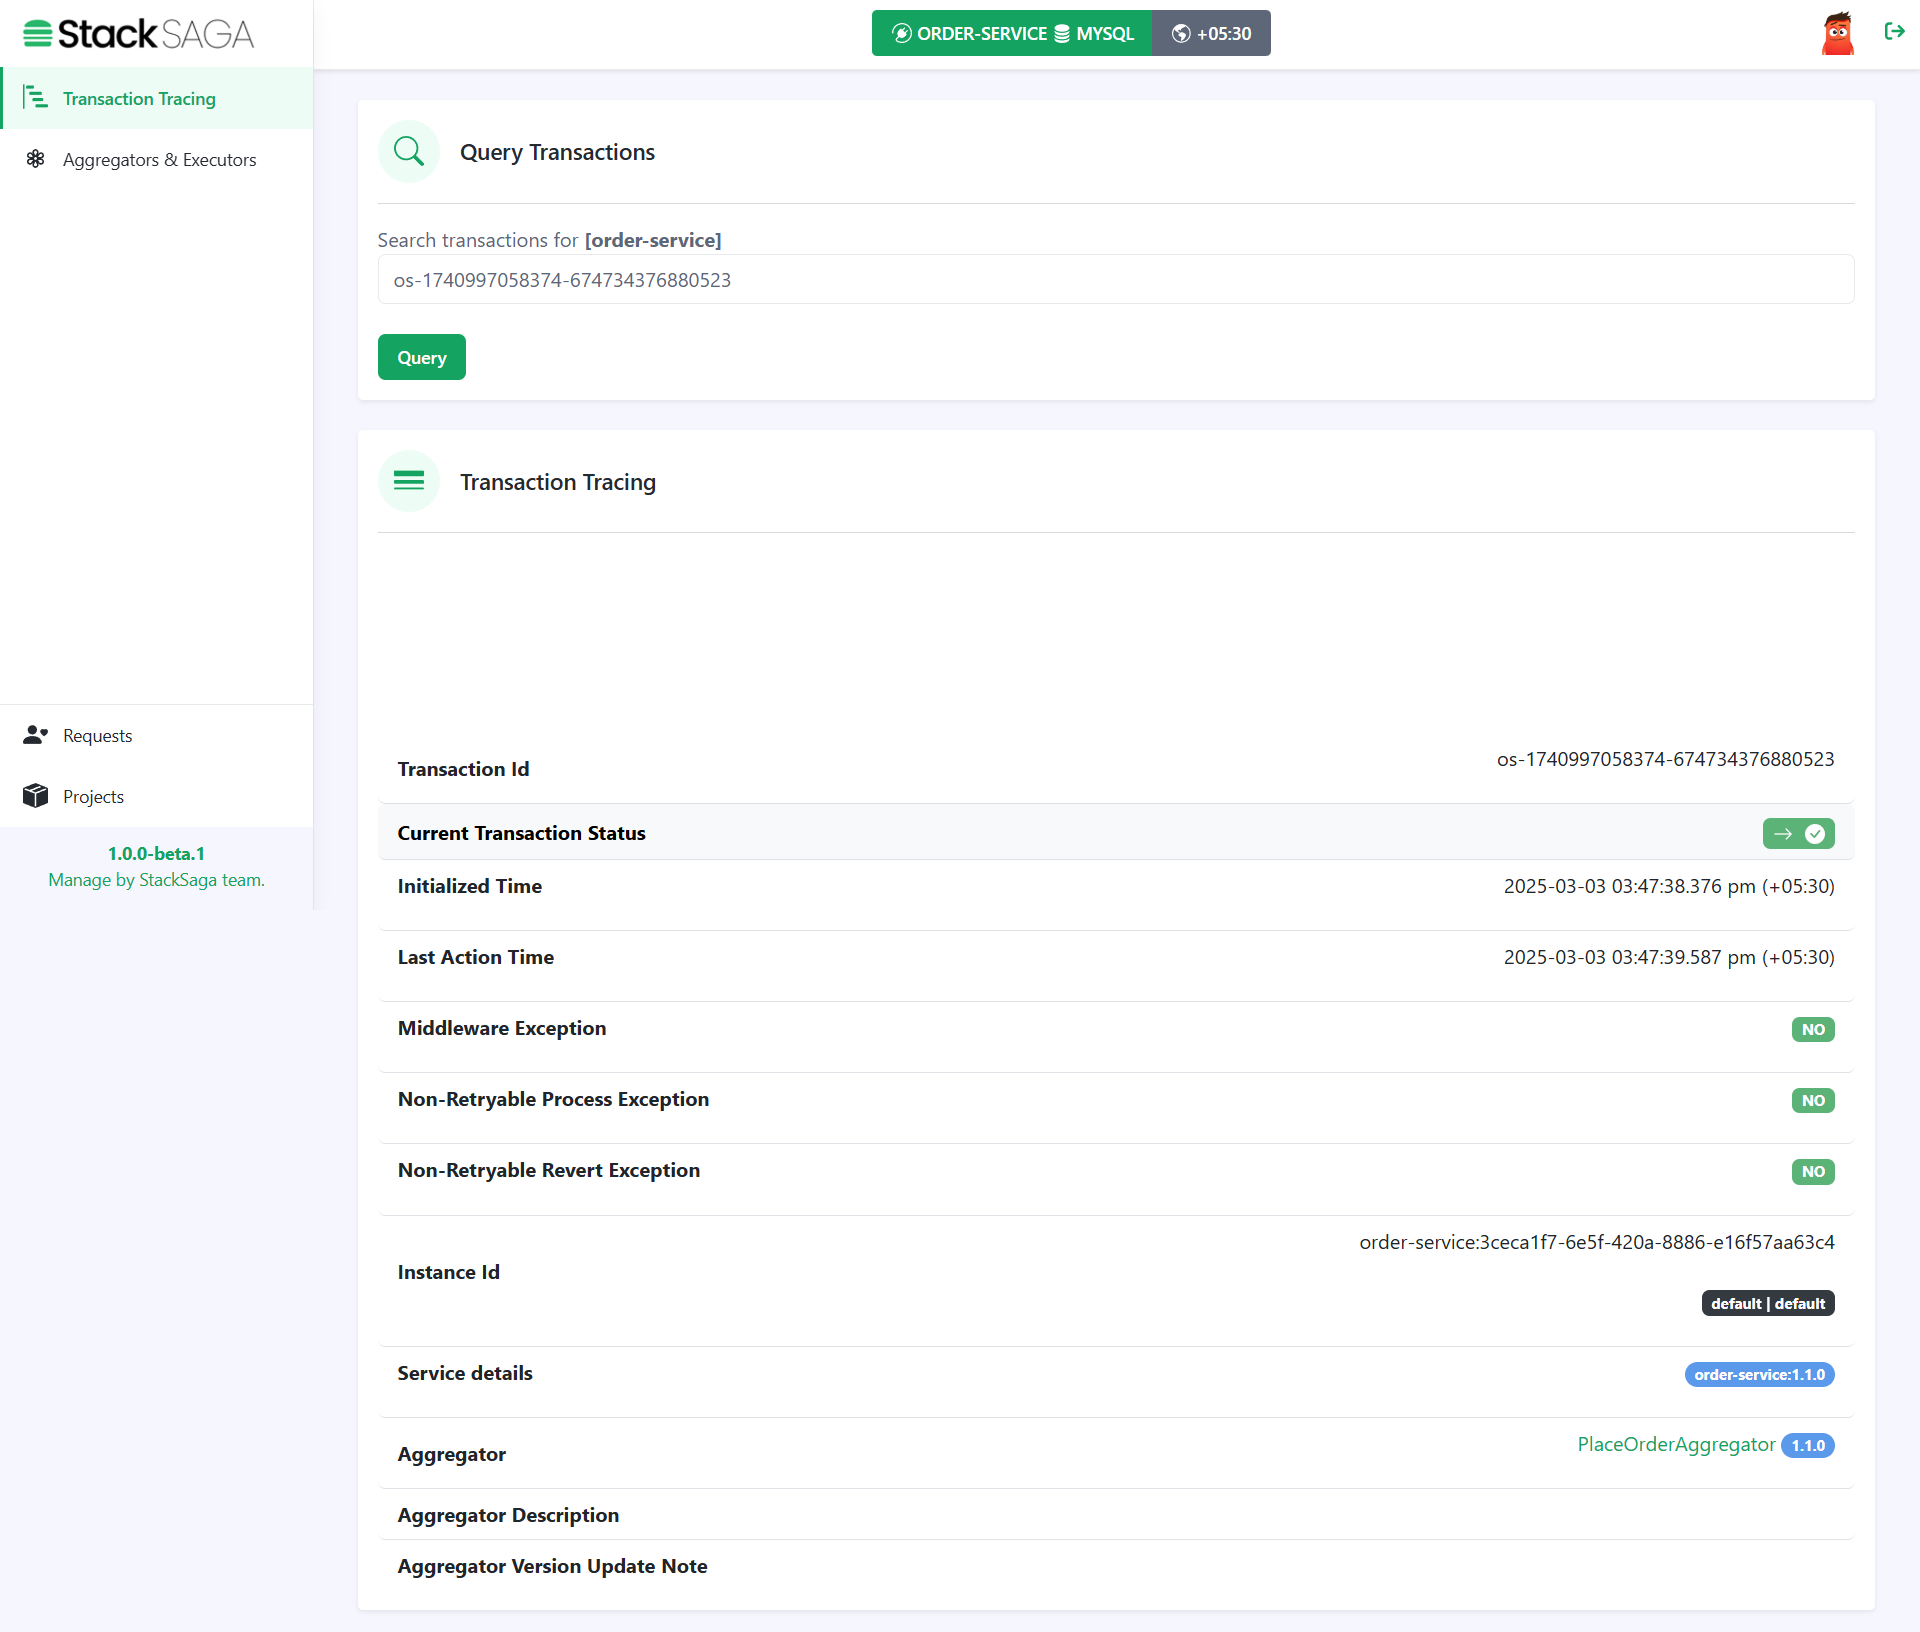 StackSAGA
ORDER-SERVICE MYSQL +05:30
Transaction Tracing
Aggregators & Executors
Requests
Projects
1.0.0-beta.1
Manage by StackSaga team.
Query Transactions
Search transactions for [order-service]
os-1740997058374-674734376880523
Query
Transaction Tracing
Transaction Id os-1740997058374-674734376880523
Current Transaction Status
Initialized Time 2025-03-03 03:47:38.376 pm (+05:30)
Last Action Time 2025-03-03 03:47:39.587 pm (+05:30)
Middleware Exception NO
Non-Retryable Process Exception NO
Non-Retryable Revert Exception NO
Instance Id order-service:3ceca1f7-6e5f-420a-8886-e16f57aa63c4
default | default
Service details order-service:1.1.0
Aggregator PlaceOrderAggregator 1.1.0
Aggregator Description
Aggregator Version Update Note